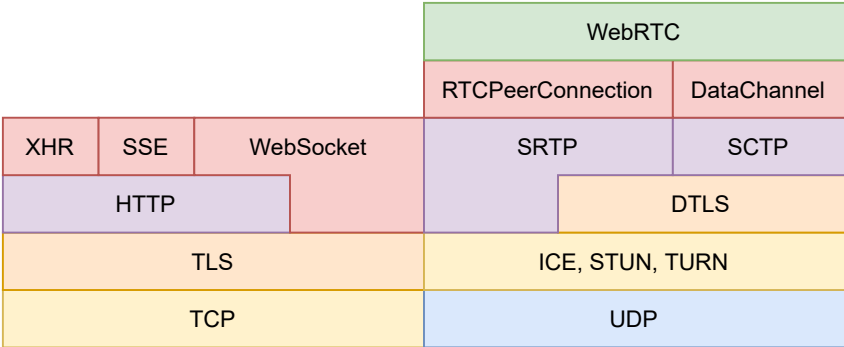 WebRTC
RTCPeerConnection
DataChannel
XHR
SSE
WebSocket
SRTP
SCTP
HTTP
DTLS
TLS
ICE, STUN, TURN
TCP
UDP